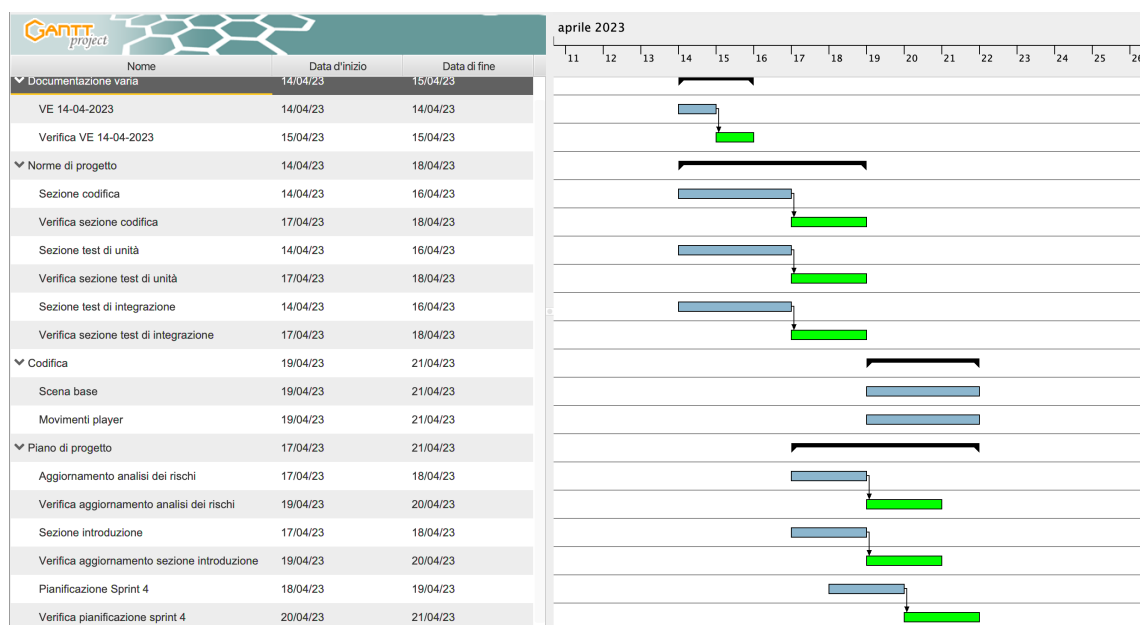 GANTT
project
aprile 2023
11 12 13 14 15 16 17 18 19 20 21 22 23 24 25 26
Nome Data d'inizio Data di fine
Documentazione varia 14/04/23 15/04/23
VE 14-04-2023 14/04/23 14/04/23
Verifica VE 14-04-2023 15/04/23 15/04/23
Norme di progetto 14/04/23 18/04/23
Sezione codifica 14/04/23 16/04/23
Verifica sezione codifica 17/04/23 18/04/23
Sezione test di unità 14/04/23 16/04/23
Verifica sezione test di unità 17/04/23 18/04/23
Sezione test di integrazione 14/04/23 16/04/23
Verifica sezione test di integrazione 17/04/23 18/04/23
Codifica 19/04/23 21/04/23
Scena base 19/04/23 21/04/23
Movimenti player 19/04/23 21/04/23
Piano di progetto 17/04/23 21/04/23
Aggiornamento analisi dei rischi 17/04/23 18/04/23
Verifica aggiornamento analisi dei rischi 19/04/23 20/04/23
Sezione introduzione 17/04/23 18/04/23
Verifica aggiornamento sezione introduzione 19/04/23 20/04/23
Pianificazione Sprint 4 18/04/23 19/04/23
Verifica pianificazione sprint 4 20/04/23 21/04/23